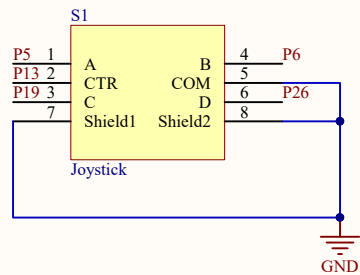 S1
P5 1 A B 4 P6
P13 2 CTR COM 5
P19 3 C D 6 P26
7 Shield1 Shield2 8
Joystick
GND